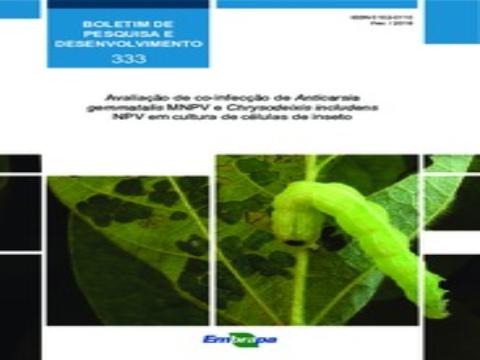 BOLETIM DE
PESQUISA E
DESENVOLVIMENTO
333
Avaliação de co-infecção de Anticarsia
gemmatalis MNPV e Chrysodeixis includens
NPV em cultura de células de inseto
Embrapa